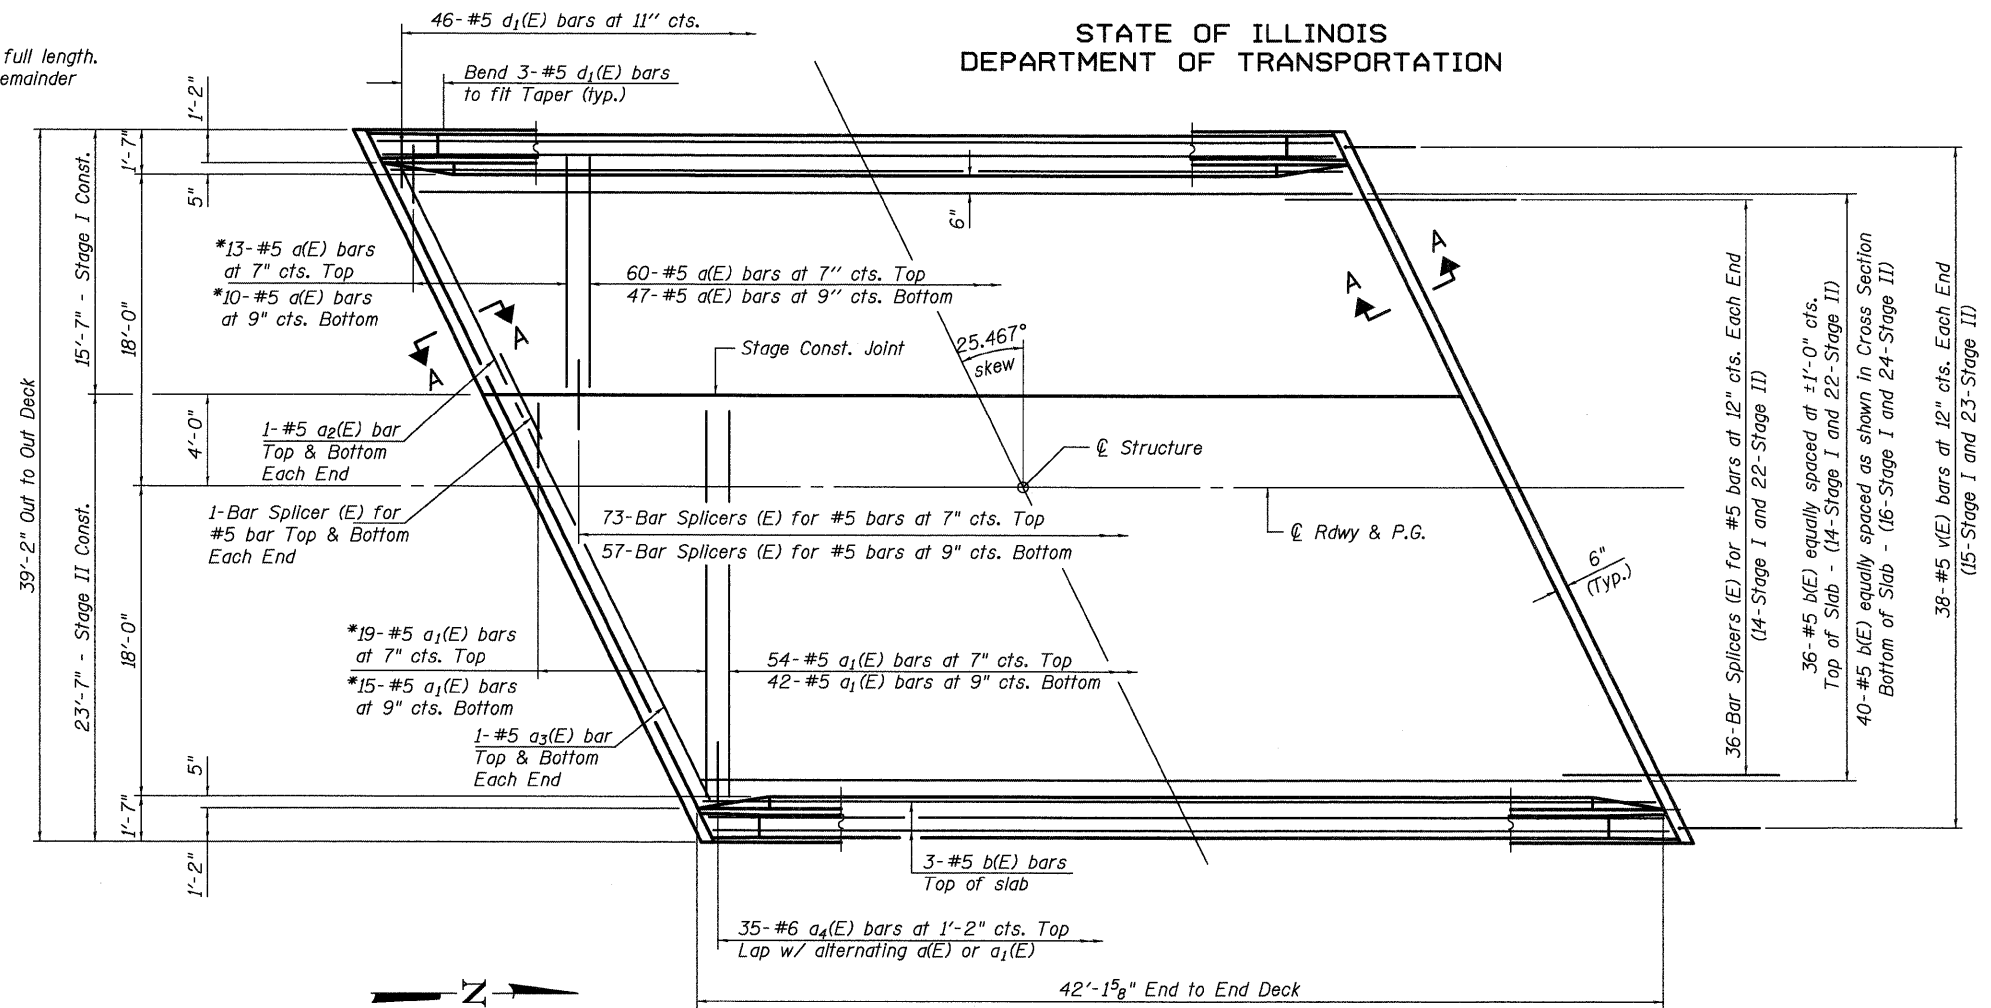 46-#5 d₁(E) bars at 11" cts.
STATE OF ILLINOIS
DEPARTMENT OF TRANSPORTATION
full length.
emainder
Bend 3-#5 d₁(E) bars
to fit Taper (typ.)
1'-2"
1'-7"
5"
6"
15'-7" - Stage I Const.
18'-0"
*13-#5 a(E) bars
at 7" cts. Top
*10-#5 a(E) bars
at 9" cts. Bottom
60-#5 a(E) bars at 7" cts. Top
47-#5 a(E) bars at 9" cts. Bottom
A
A
A
A
25.467°
skew
Stage Const. Joint
39'-2" Out to Out Deck
4'-0"
1-#5 a₂(E) bar
Top & Bottom
Each End
℄ Structure
1-Bar Splicer (E) for
#5 bar Top & Bottom
Each End
73-Bar Splicers (E) for #5 bars at 7" cts. Top
57-Bar Splicers (E) for #5 bars at 9" cts. Bottom
℄ Rdwy & P.G.
6"
(Typ.)
23'-7" - Stage II Const.
18'-0"
*19-#5 a₁(E) bars
at 7" cts. Top
*15-#5 a₁(E) bars
at 9" cts. Bottom
54-#5 a₁(E) bars at 7" cts. Top
42-#5 a₁(E) bars at 9" cts. Bottom
1-#5 a₃(E) bar
Top & Bottom
Each End
5"
1'-7"
1'-2"
3-#5 b(E) bars
Top of slab
35-#6 a₄(E) bars at 1'-2" cts. Top
Lap w/ alternating a(E) or a₁(E)
N
42'-1⅝" End to End Deck
36-Bar Splicers (E) for #5 bars at 12" cts. Each End
(14-Stage I and 22-Stage II)
36-#5 b(E) equally spaced at ±1'-0" cts.
Top of Slab - (14-Stage I and 22-Stage II)
40-#5 b(E) equally spaced as shown in Cross Section
Bottom of Slab - (16-Stage I and 24-Stage II)
38-#5 v(E) bars at 12" cts. Each End
(15-Stage I and 23-Stage II)